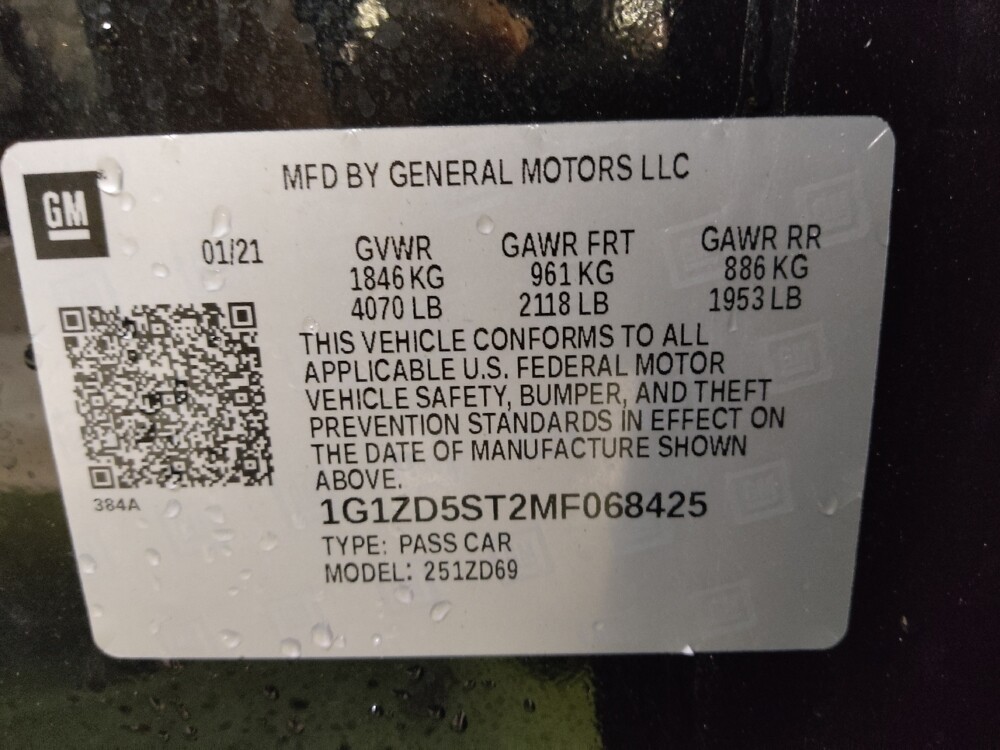 MFD BY GENERAL MOTORS LLC
GM
01/21 GVWR GAWR FRT GAWR RR
1846 KG 961 KG 886 KG
4070 LB 2118 LB 1953 LB
THIS VEHICLE CONFORMS TO ALL
APPLICABLE U.S. FEDERAL MOTOR
VEHICLE SAFETY, BUMPER, AND THEFT
PREVENTION STANDARDS IN EFFECT ON
THE DATE OF MANUFACTURE SHOWN
ABOVE.
384A
1G1ZD5ST2MF068425
TYPE: PASS CAR
MODEL: 251ZD69